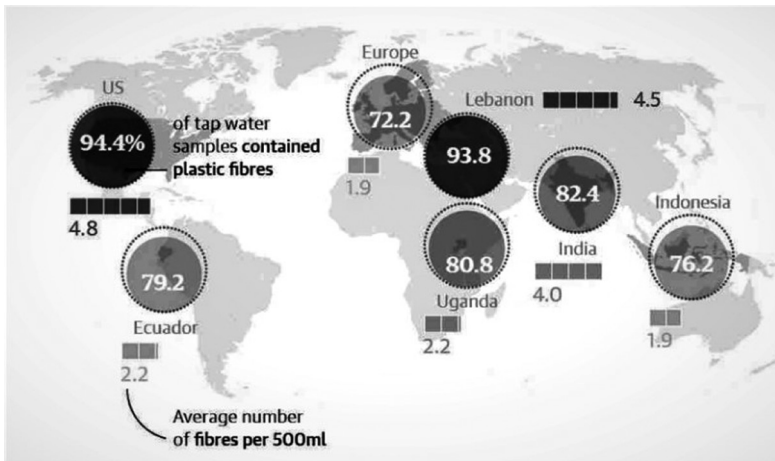 US
94.4%
of tap water
samples contained
plastic fibres
4.8
Europe
72.2
1.9
Lebanon
4.5
93.8
82.4
India
4.0
Indonesia
76.2
1.9
79.2
Ecuador
2.2
80.8
Uganda
2.2
Average number
of fibres per 500ml